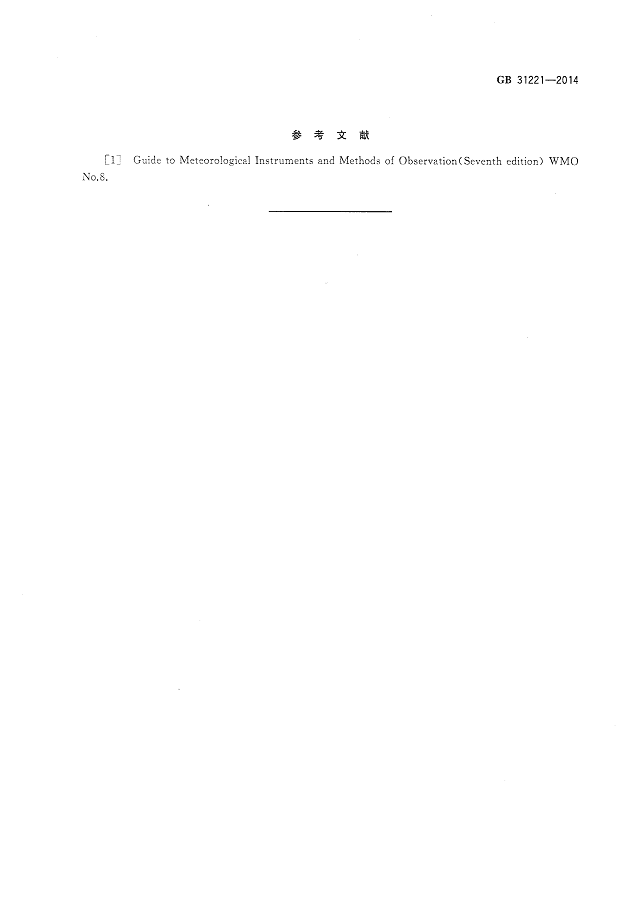 GB 31221—2014
参 考 文 献
[1] Guide to Meteorological Instruments and Methods of Observation(Seventh edition) WMO
No.8.